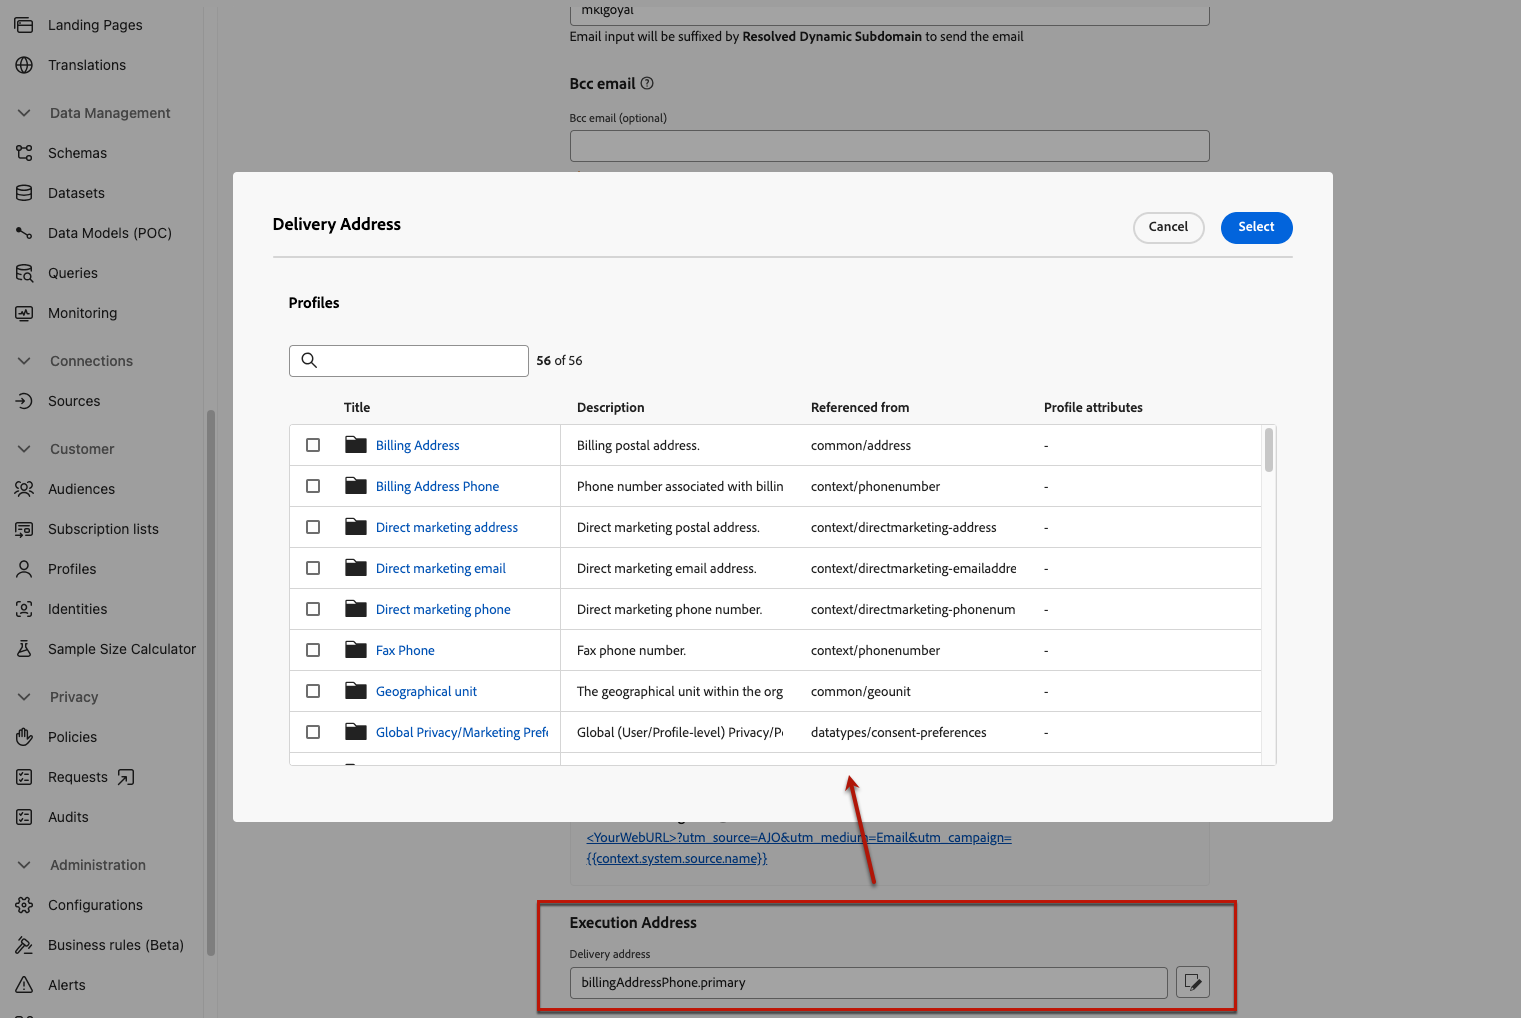 Landing Pages
Translations
Data Management
Schemas
Datasets
Data Models (POC)
Queries
Monitoring
Connections
Sources
Customer
Audiences
Subscription lists
Profiles
Identities
Sample Size Calculator
Privacy
Policies
Requests
Audits
Administration
Configurations
Business rules (Beta)
Alerts
mklgoyal
Email input will be suffixed by Resolved Dynamic Subdomain to send the email
Bcc email
Bcc email (optional)
Delivery Address
Cancel
Select
Profiles
56 of 56
Title Description Referenced from Profile attributes
Billing Address Billing postal address. common/address -
Billing Address Phone Phone number associated with billin context/phonenumber -
Direct marketing address Direct marketing postal address. context/directmarketing-address -
Direct marketing email Direct marketing email address. context/directmarketing-emailaddre -
Direct marketing phone Direct marketing phone number. context/directmarketing-phonenum -
Fax Phone Fax phone number. context/phonenumber -
Geographical unit The geographical unit within the org common/geounit -
Global Privacy/Marketing Prefe Global (User/Profile-level) Privacy/P datatypes/consent-preferences -
<YourWebURL>?utm_source=AJO&utm_medium=Email&utm_campaign=
{{context.system.source.name}}
Execution Address
Delivery address
billingAddressPhone.primary